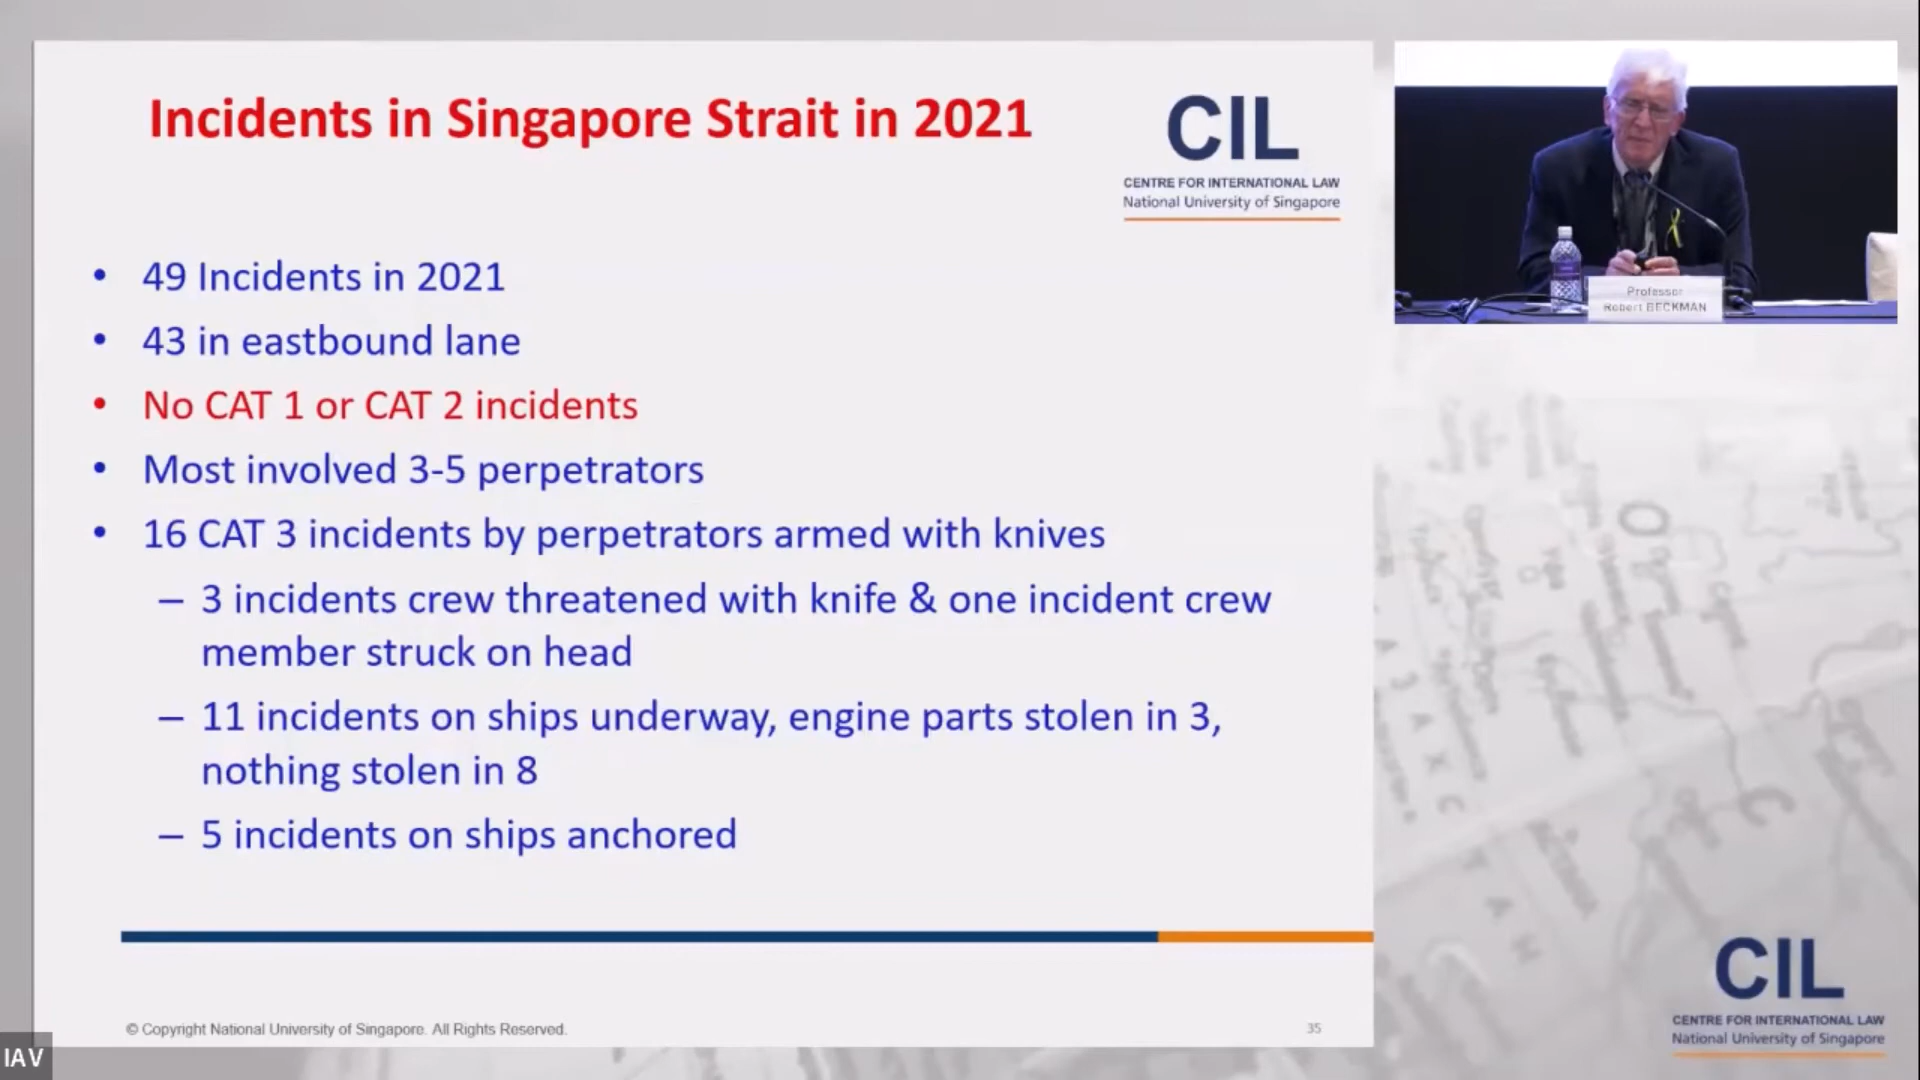 Incidents in Singapore Strait in 2021
CIL
CENTRE FOR INTERNATIONAL LAW
National University of Singapore
• 49 Incidents in 2021
• 43 in eastbound lane
• No CAT 1 or CAT 2 incidents
• Most involved 3-5 perpetrators
• 16 CAT 3 incidents by perpetrators armed with knives
– 3 incidents crew threatened with knife & one incident crew
member struck on head
– 11 incidents on ships underway, engine parts stolen in 3,
nothing stolen in 8
– 5 incidents on ships anchored
© Copyright National University of Singapore. All Rights Reserved.
35
Professor
Robert BECKMAN
CIL
CENTRE FOR INTERNATIONAL LAW
National University of Singapore
IAV